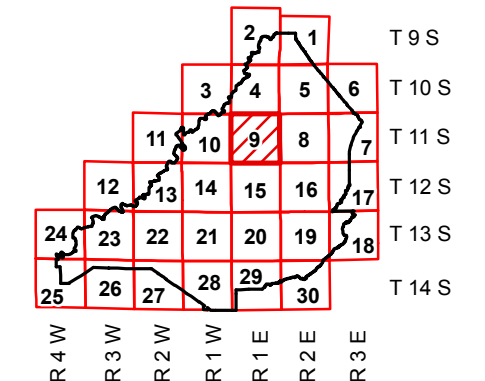 2 1 T 9 S
3 4 5 6 T 10 S
11 10 9 8 7 T 11 S
12 13 14 15 16 17 T 12 S
24 23 22 21 20 19 18 T 13 S
25 26 27 28 29 30 T 14 S
R 4 W
R 3 W
R 2 W
R 1 W
R 1 E
R 2 E
R 3 E